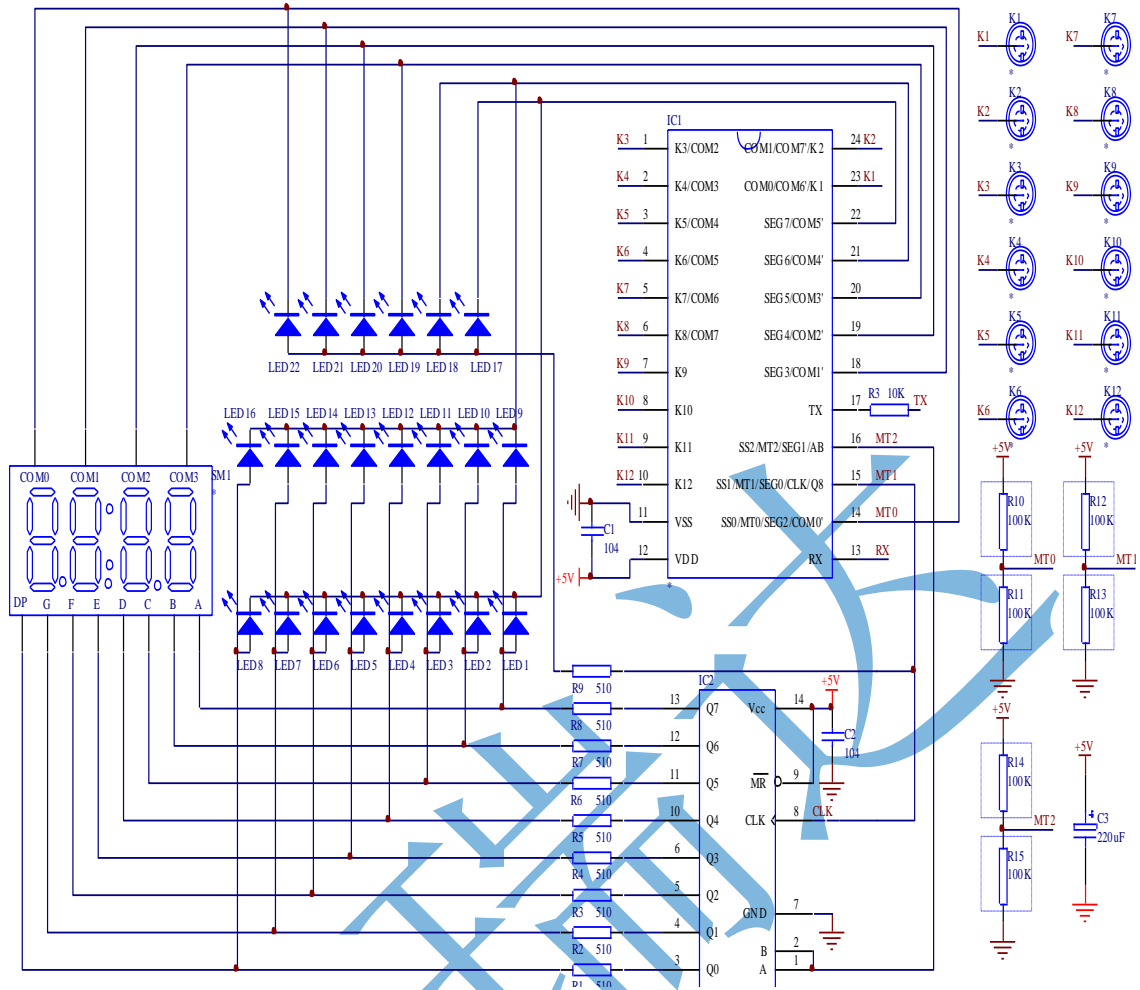 K1
K1
K7
K7
K2
K2
K8
K8
K3
K3
K9
K9
K4
K4
K10
K10
K5
K5
K11
K11
K6
K6
K12
K12
IC1
K3 1 K3/COM2
K4 2 K4/COM3
K5 3 K5/COM4
K6 4 K6/COM5
K7 5 K7/COM6
K8 6 K8/COM7
K9 7 K9
K10 8 K10
K11 9 K11
K12 10 K12
11 VSS
12 VDD
COM1/COM7'/K2 24 K2
COM0/COM6'/K1 23 K1
SEG7/COM5' 22
SEG6/COM4' 21
SEG5/COM3' 20
SEG4/COM2' 19
SEG3/COM1' 18
TX 17 R3 10K TX
SS2/MT2/SEG1/AB 16 MT2
SS1/MT1/SEG0/CLK/Q8 15 MT1
SS0/MT0/SEG2/COM0' 14 MT0
RX 13 RX
C1
104
+5V
LED22 LED21 LED20 LED19 LED18 LED17
LED16 LED15 LED14 LED13 LED12 LED11 LED10 LED9
LED8 LED7 LED6 LED5 LED4 LED3 LED2 LED1
COM0 COM1 COM2 COM3 SM1
DP G F E D C B A
R9 510
R8 510
R7 510
R6 510
R5 510
R4 510
R3 510
R2 510
R1 510
IC2
13 Q7
12 Q6
11 Q5
10 Q4
6 Q3
5 Q2
4 Q1
3 Q0
Vcc 14
MR 9
CLK 8 CLK
GND 7
B 2
A 1
+5V
C2
104
+5V
R10
100K
MT0
R11
100K
+5V
R12
100K
MT1
R13
100K
+5V
R14
100K
MT2
R15
100K
+5V
C3
220uF